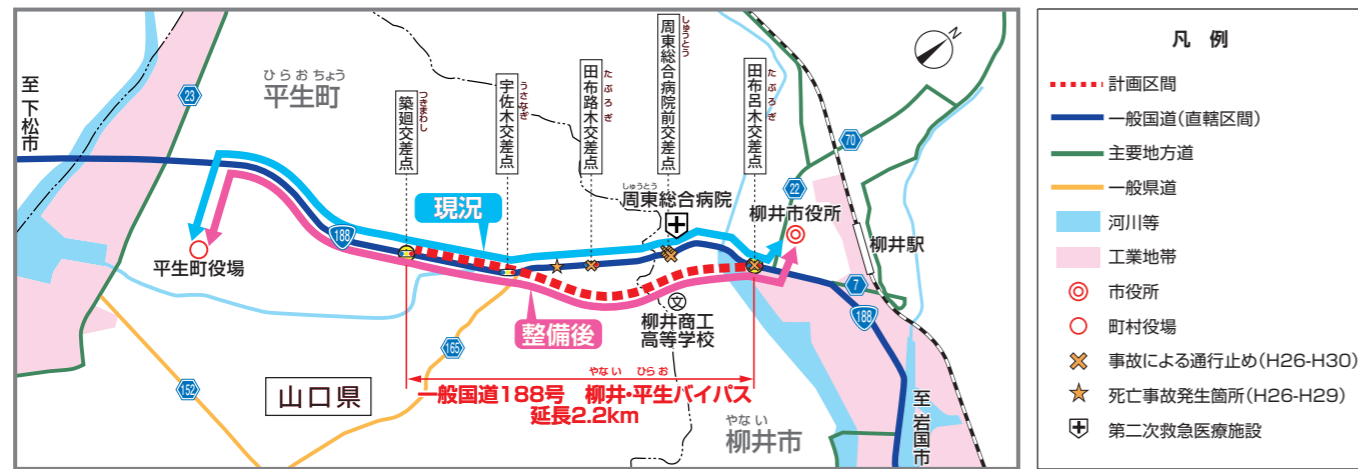 至 下松市
23
ひらおちょう
平生町
つきまわし
築廻交差点
うさなぎ
宇佐木交差点
たぶろぎ
田布路木交差点
しゅうとう
周東総合病院前交差点
たぶろぎ
田布呂木交差点
N
70
22
しゅうとう
周東総合病院
柳井市役所
柳井駅
現況
188
平生町役場
7
188
文
柳井商工
高等学校
整備後
165
152
山口県
やない ひらお
一般国道188号 柳井・平生バイパス
延長2.2km
やない
柳井市
至 岩国市
凡 例
計画区間
一般国道(直轄区間)
主要地方道
一般県道
河川等
工業地帯
市役所
町村役場
事故による通行止め(H26-H30)
死亡事故発生箇所(H26-H29)
第二次救急医療施設